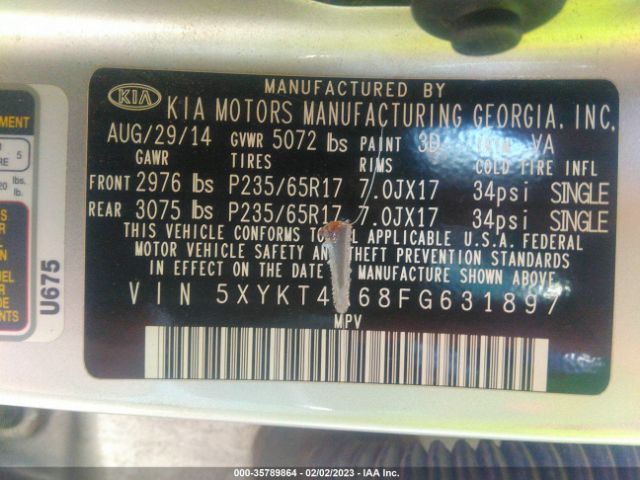 MANUFACTURED BY
KIA
KIA MOTORS MANUFACTURING GEORGIA, INC.
AUG/29/14 GVWR 5072 lbs PAINT 3D VA
GAWR TIRES RIMS COLD TIRE INFL
FRONT 2976 lbs P235/65R17 7.0JX17 34psi SINGLE
REAR 3075 lbs P235/65R17 7.0JX17 34psi SINGLE
THIS VEHICLE CONFORMS TO ALL APPLICABLE U.S.A. FEDERAL
MOTOR VEHICLE SAFETY AND THEFT PREVENTION STANDARDS
IN EFFECT ON THE DATE OF MANUFACTURE SHOWN ABOVE.
VIN
MPV
U675
000-35789864 | 02/02/2023 - IAA Inc.